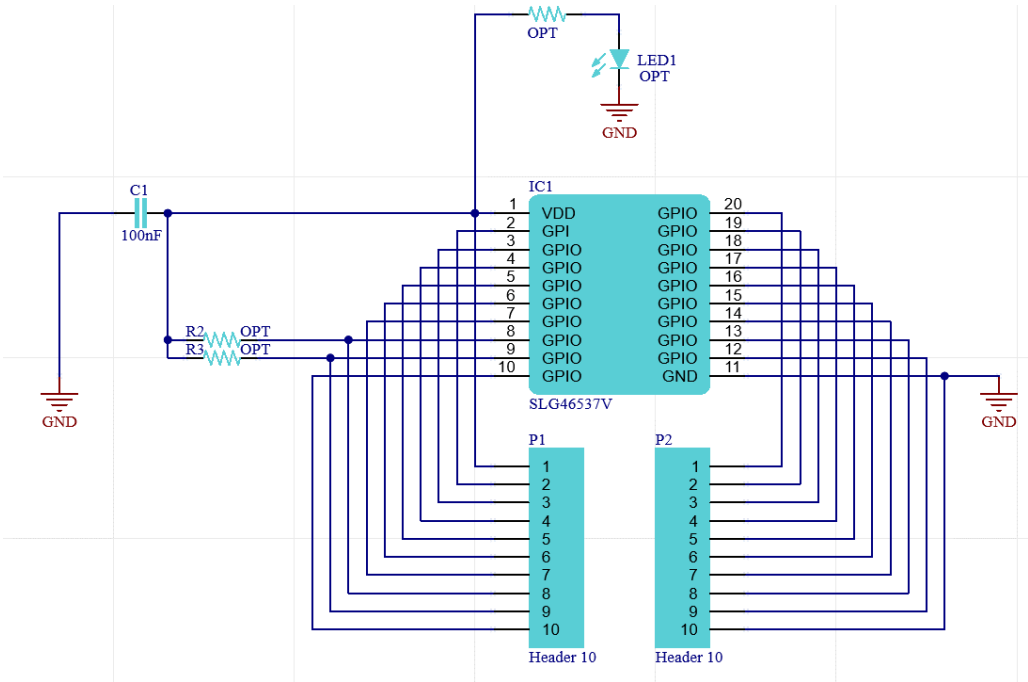 OPT
LED1
OPT
GND
C1
100nF
IC1
1 VDD GPIO 20
2 GPI GPIO 19
3 GPIO GPIO 18
4 GPIO GPIO 17
5 GPIO GPIO 16
6 GPIO GPIO 15
7 GPIO GPIO 14
8 GPIO GPIO 13
9 GPIO GPIO 12
10 GPIO GND 11
SLG46537V
R2 OPT
R3 OPT
GND
GND
P1
1
2
3
4
5
6
7
8
9
10
Header 10
P2
1
2
3
4
5
6
7
8
9
10
Header 10